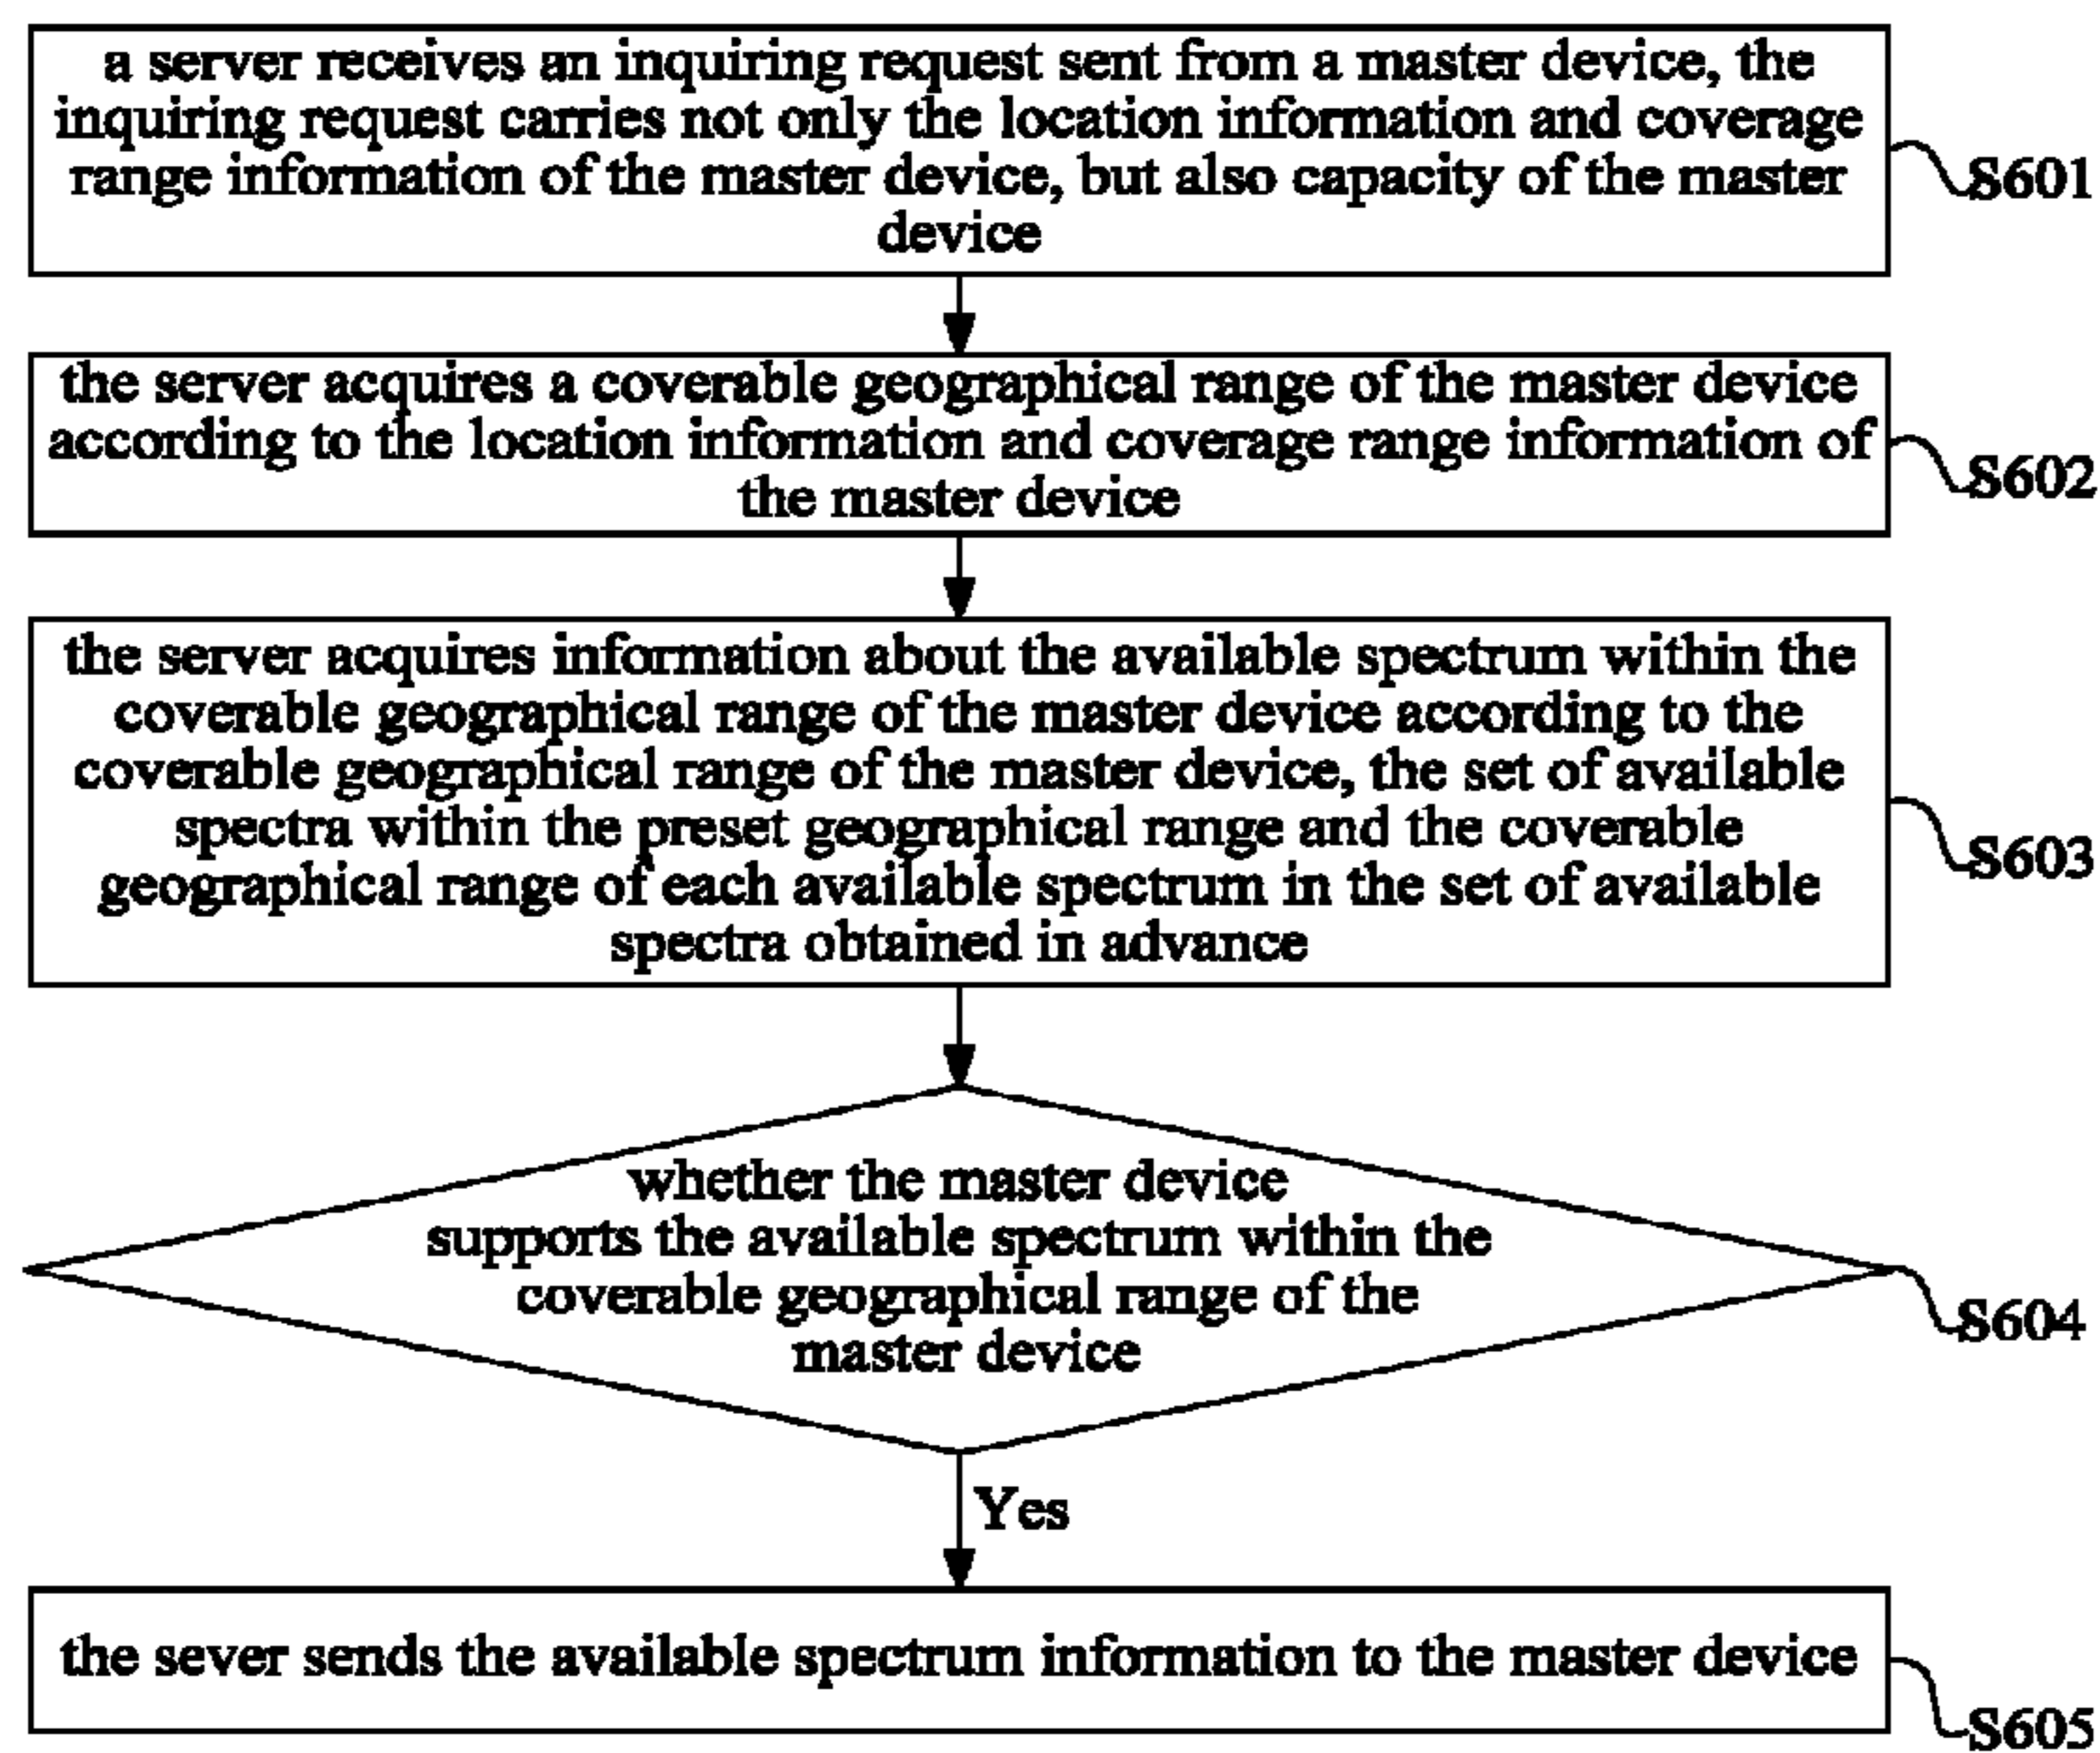 a server receives an inquiring request sent from a master device, the
inquiring request carries not only the location information and coverage
range information of the master device, but also capacity of the master
device
S601
the server acquires a coverable geographical range of the master device
according to the location information and coverage range information of
the master device
S602
the server acquires information about the available spectrum within the
coverable geographical range of the master device according to the
coverable geographical range of the master device, the set of available
spectra within the preset geographical range and the coverable
geographical range of each available spectrum in the set of available
spectra obtained in advance
S603
whether the master device
supports the available spectrum within the
coverable geographical range of the
master device
S604
Yes
the sever sends the available spectrum information to the master device
S605